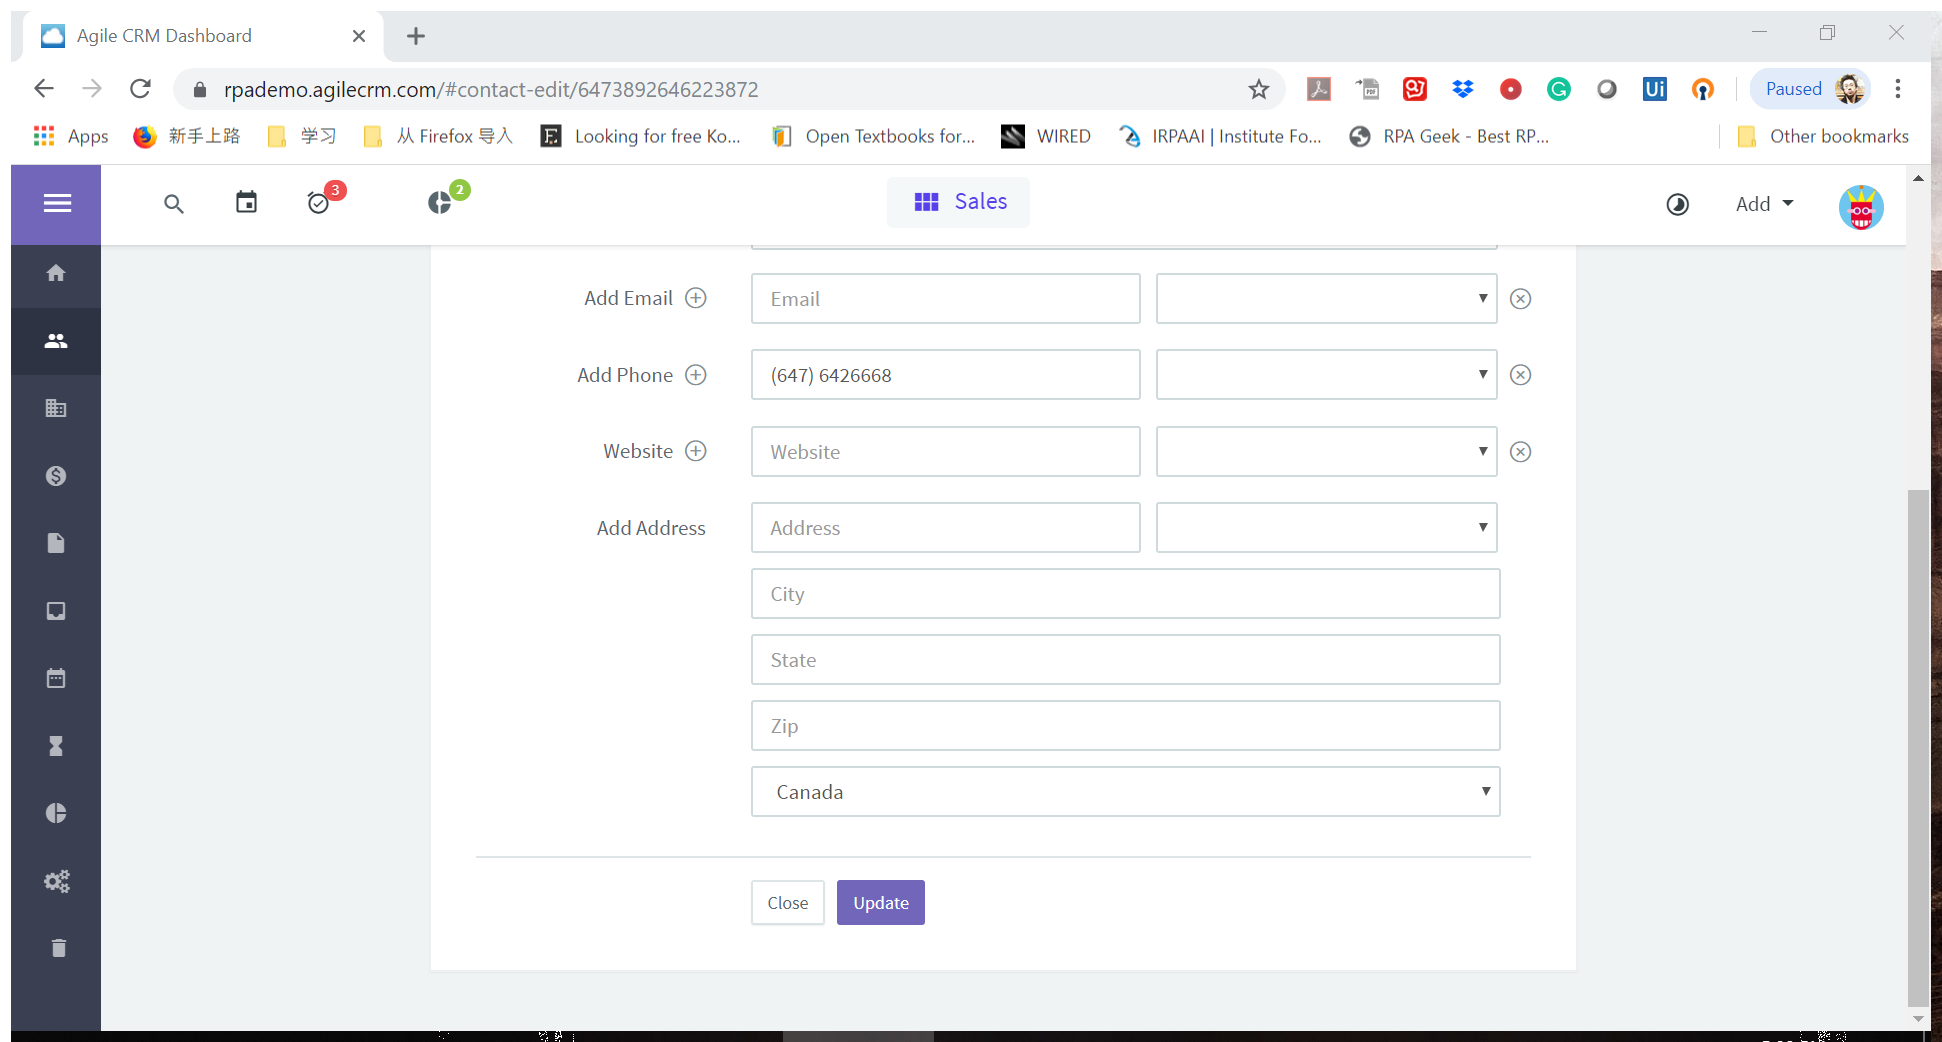 Agile CRM Dashboard
rpademo.agilecrm.com/#contact-edit/6473892646223872
Paused
Apps 新手上路 学习 从 Firefox 导入 Looking for free Ko... Open Textbooks for... WIRED IRPAAI | Institute Fo... RPA Geek - Best RP... Other bookmarks
3 2 Sales Add
Add Email Email
Add Phone (647) 6426668
Website Website
Add Address Address
City
State
Zip
Canada
Close Update